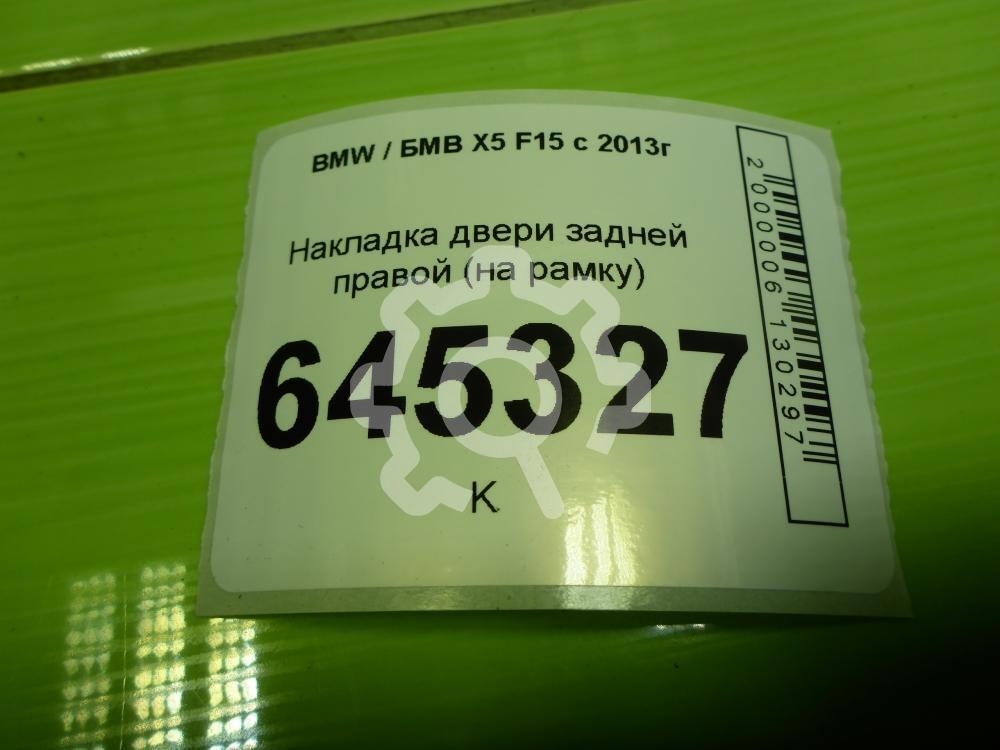 BMW / БМВ X5 F15 с 2013г
Накладка двери задней
правой (на рамку)
645327
К
2000006130297